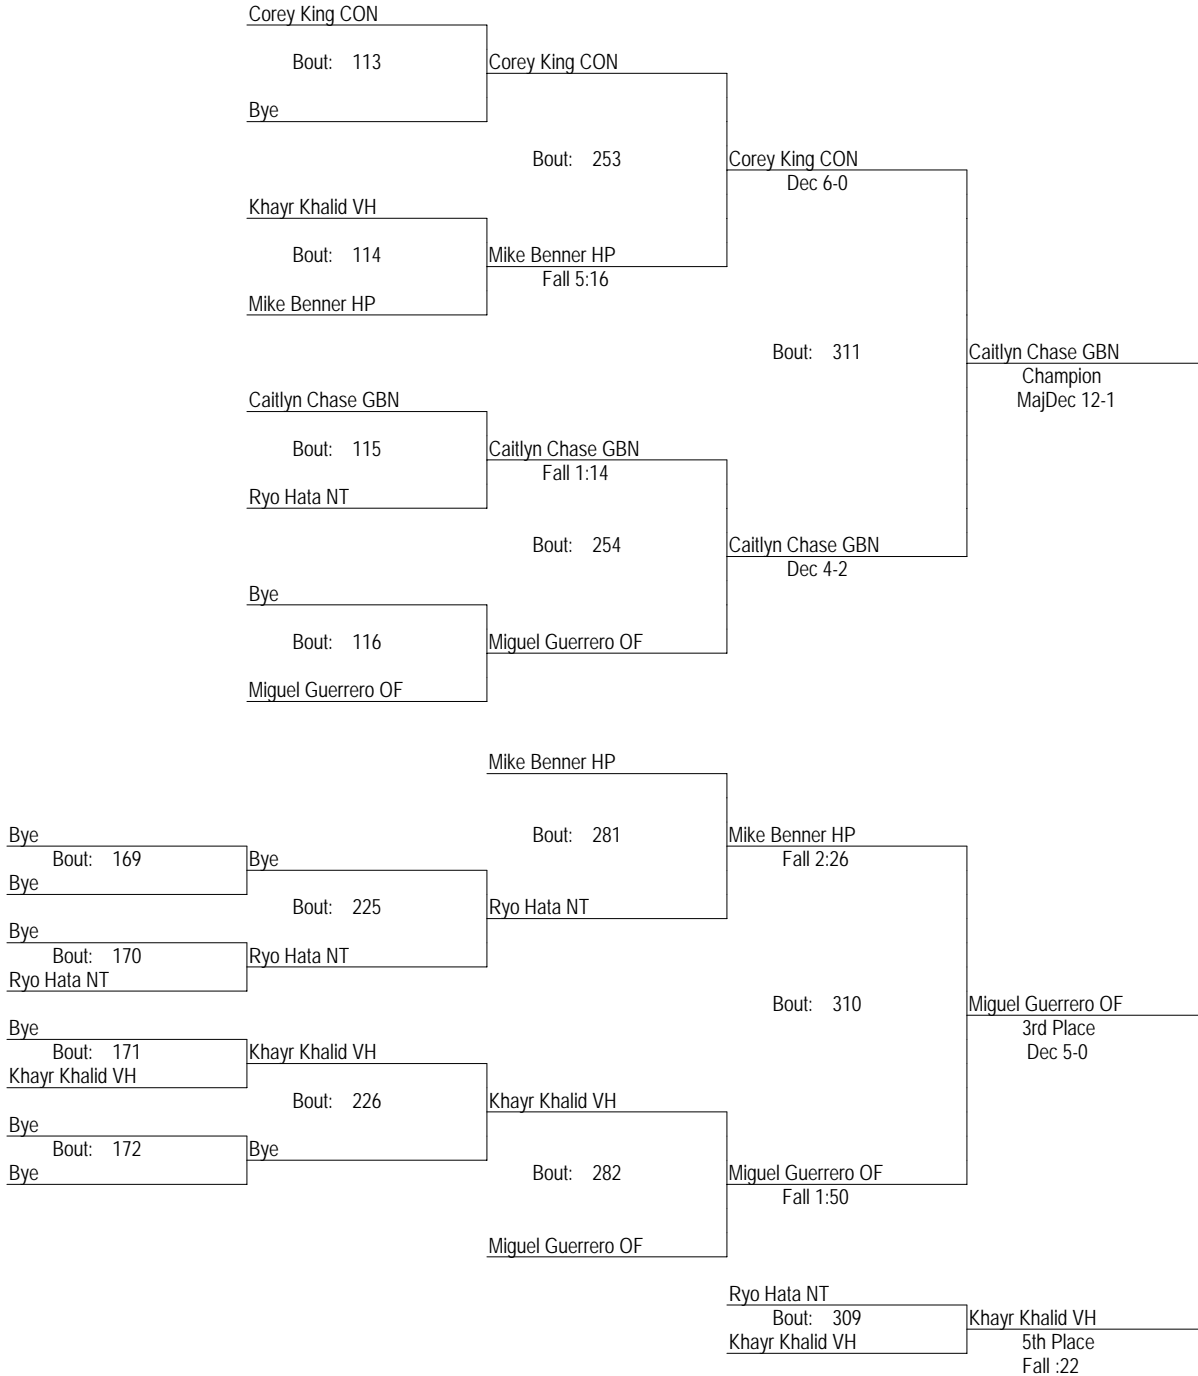 Corey King CON
Bout: 113
Corey King CON
Bye
Bout: 253
Corey King CON
Dec 6-0
Khayr Khalid VH
Bout: 114
Mike Benner HP
Fall 5:16
Mike Benner HP
Bout: 311
Caitlyn Chase GBN
Champion
MajDec 12-1
Caitlyn Chase GBN
Bout: 115
Caitlyn Chase GBN
Fall 1:14
Ryo Hata NT
Bout: 254
Caitlyn Chase GBN
Dec 4-2
Bye
Bout: 116
Miguel Guerrero OF
Miguel Guerrero OF
Mike Benner HP
Bout: 281
Mike Benner HP
Fall 2:26
Bye
Bout: 169
Bye
Bye
Bout: 225
Ryo Hata NT
Bye
Bout: 170
Ryo Hata NT
Ryo Hata NT
Bout: 310
Miguel Guerrero OF
3rd Place
Dec 5-0
Bye
Bout: 171
Khayr Khalid VH
Khayr Khalid VH
Bout: 226
Khayr Khalid VH
Bye
Bout: 172
Bye
Bye
Bout: 282
Miguel Guerrero OF
Fall 1:50
Miguel Guerrero OF
Ryo Hata NT
Bout: 309
Khayr Khalid VH
Khayr Khalid VH
5th Place
Fall :22